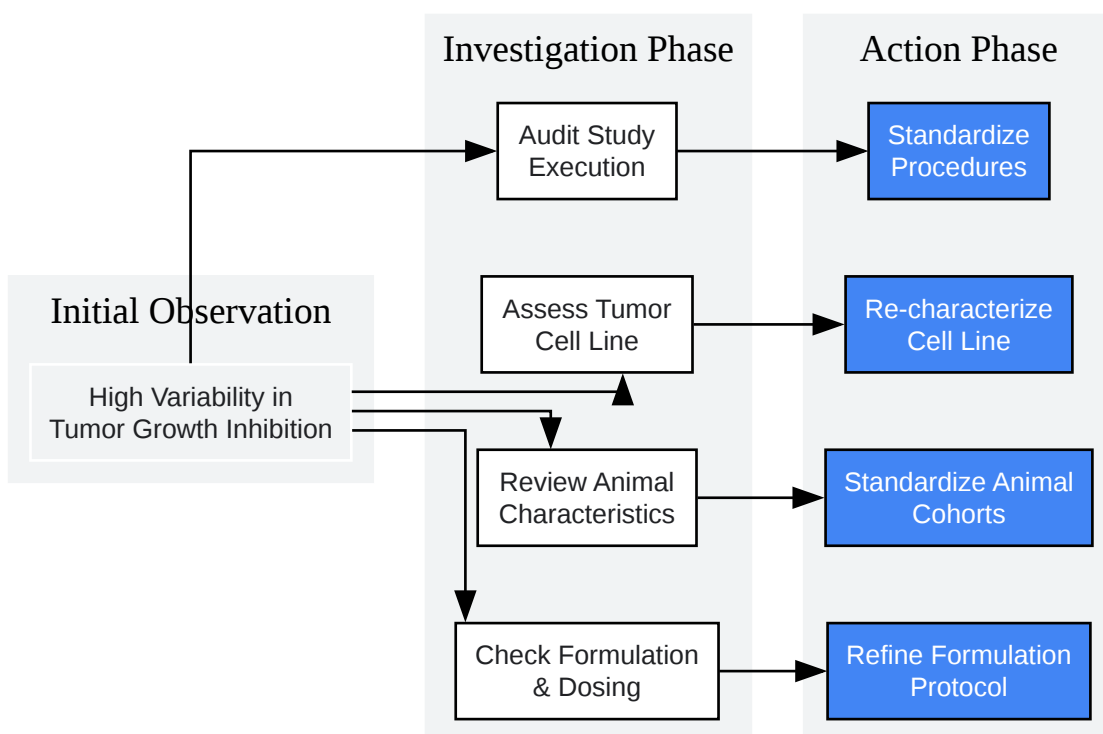 Initial Observation
High Variability in
Tumor Growth Inhibition
Investigation Phase
Audit Study
Execution
Assess Tumor
Cell Line
Review Animal
Characteristics
Check Formulation
& Dosing
Action Phase
Standardize
Procedures
Re-characterize
Cell Line
Standardize Animal
Cohorts
Refine Formulation
Protocol